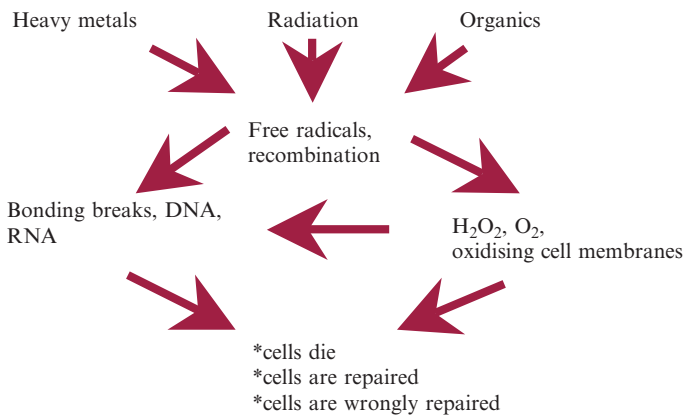 Heavy metals
Radiation
Organics
Free radicals,
recombination
Bonding breaks, DNA,
RNA
H₂O₂, O₂,
oxidising cell membranes
*cells die
*cells are repaired
*cells are wrongly repaired